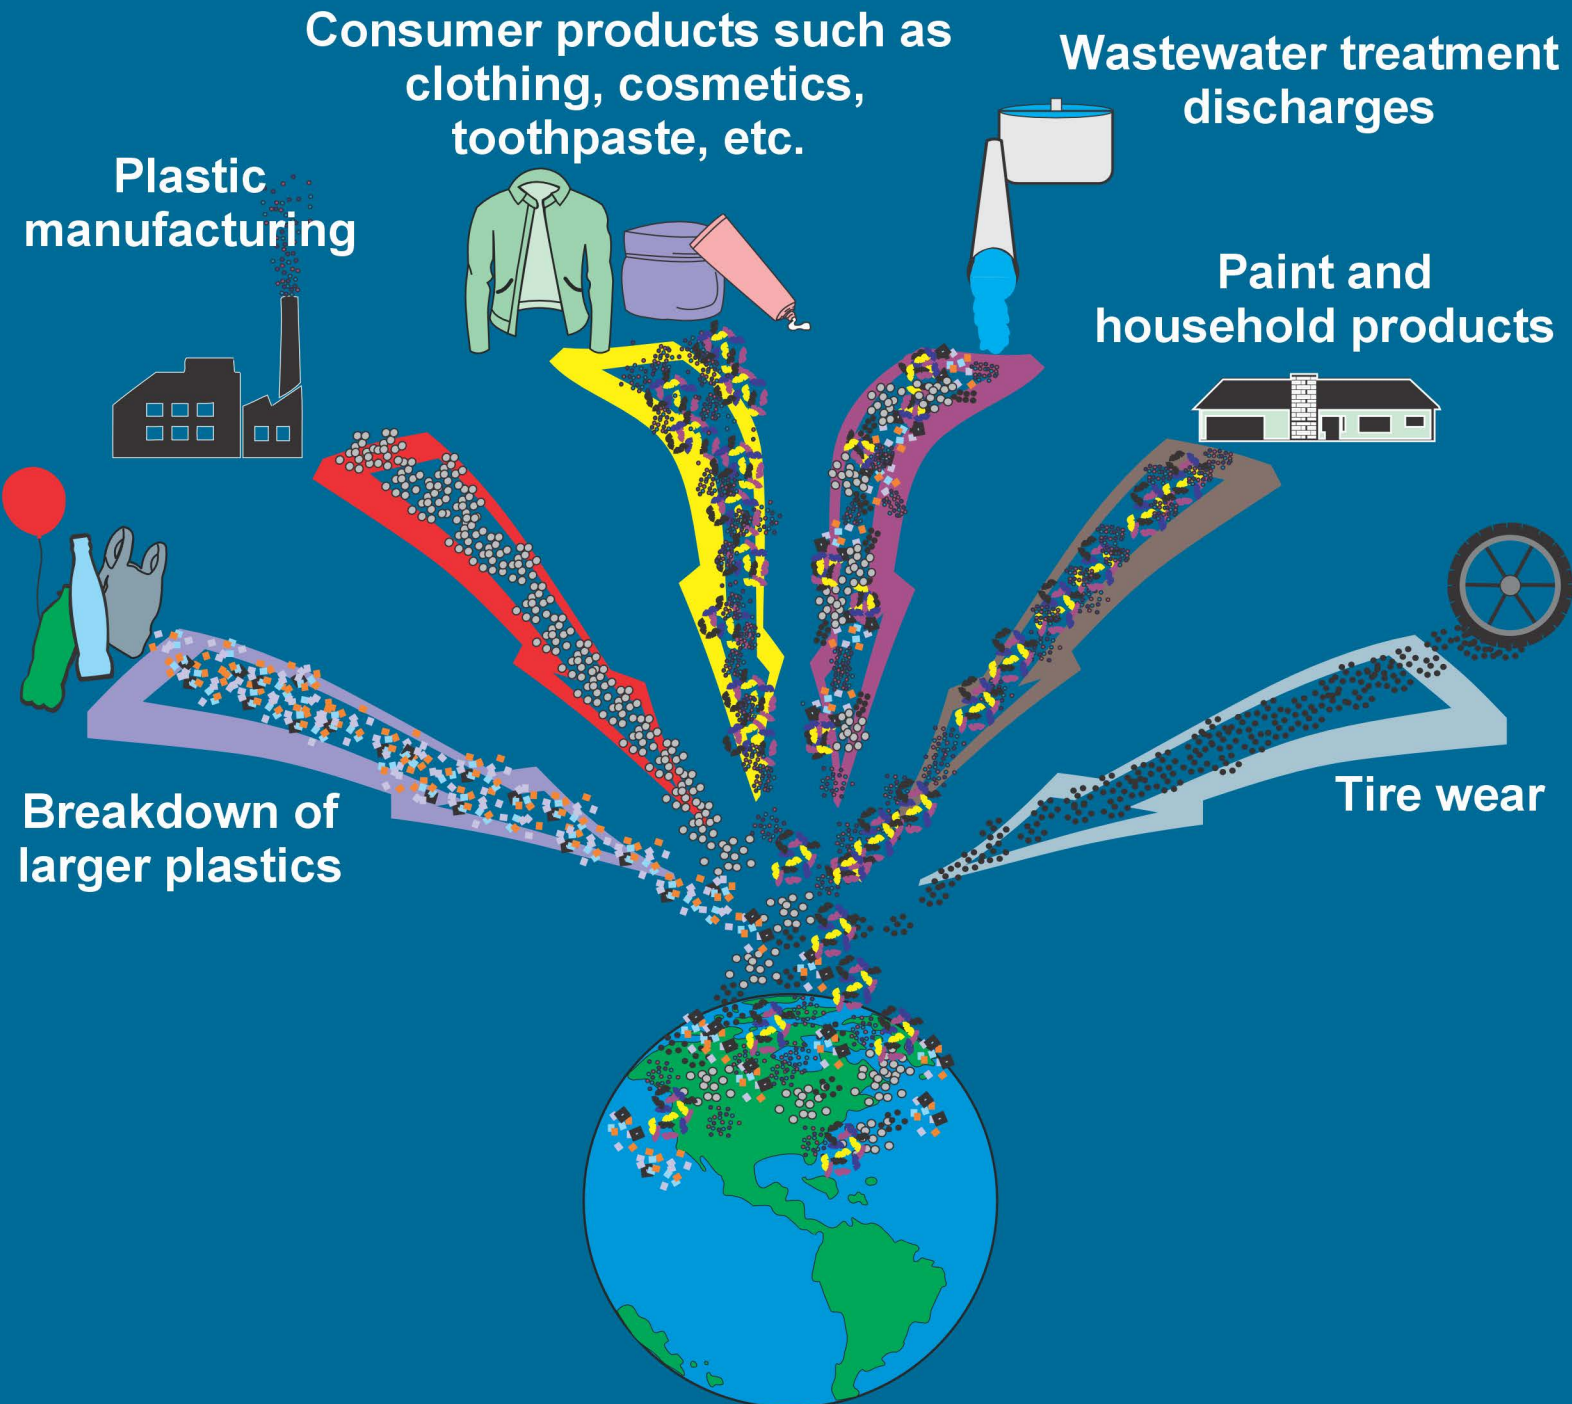 Consumer products such as
clothing, cosmetics,
toothpaste, etc.
Wastewater treatment
discharges
Plastic
manufacturing
Paint and
household products
Breakdown of
larger plastics
Tire wear